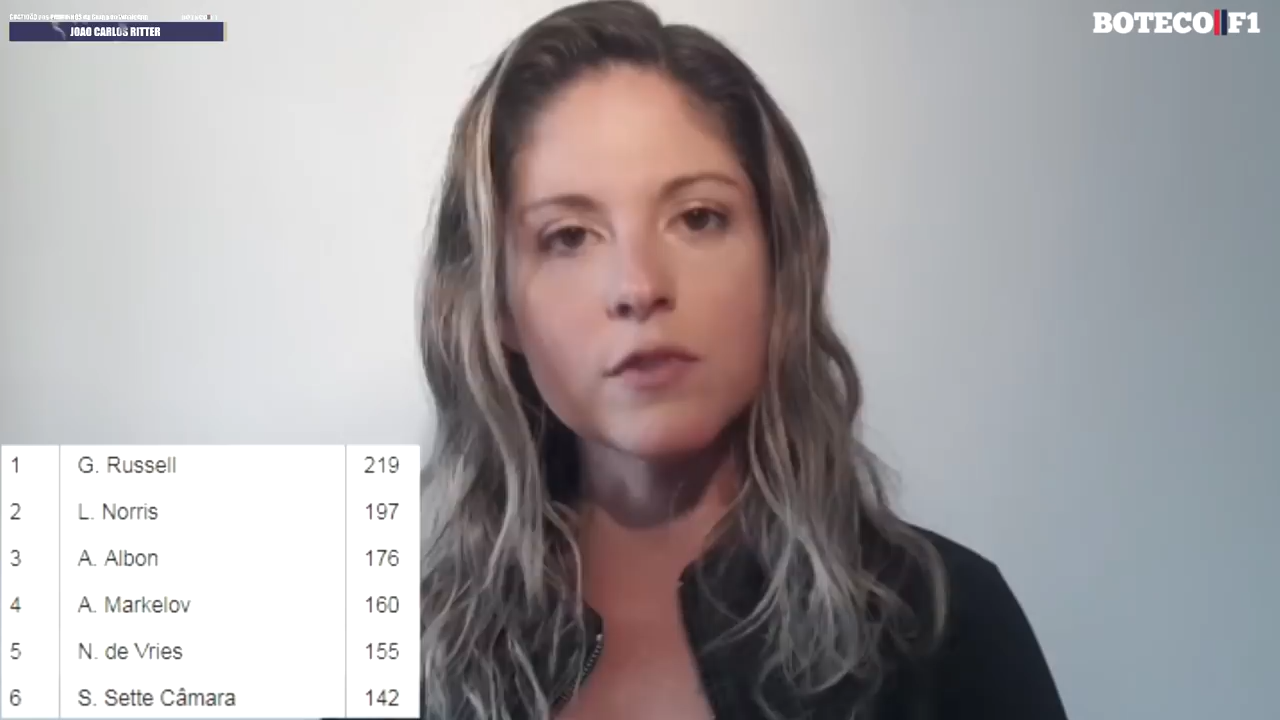 JOAO CARLOS RITTER
BOTECO F1
1 G. Russell 219
2 L. Norris 197
3 A. Albon 176
4 A. Markelov 160
5 N. de Vries 155
6 S. Sette Câmara 142